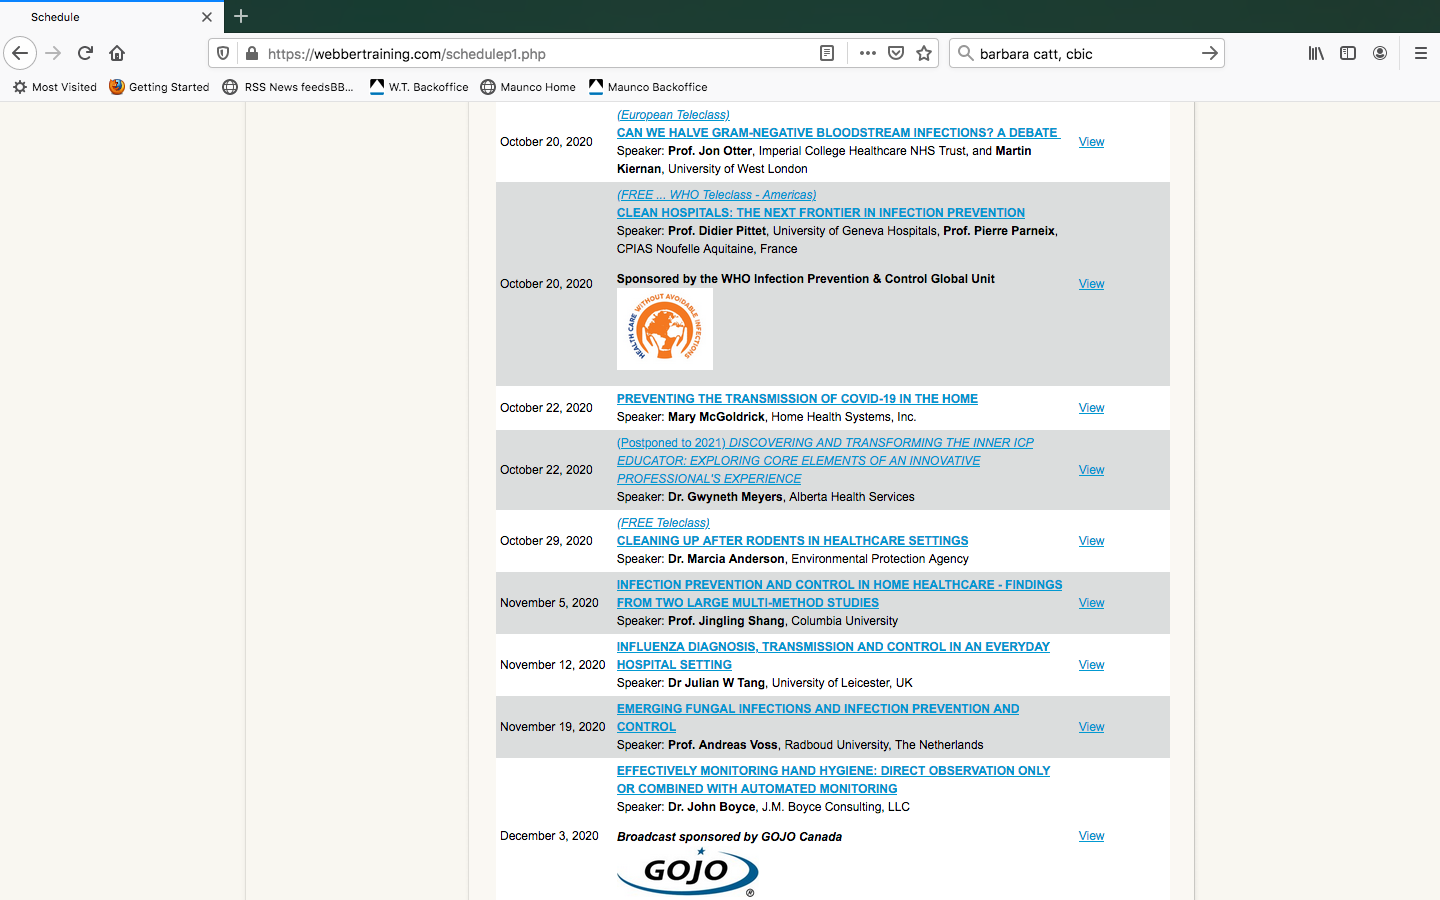 Schedule
https://webbertraining.com/schedulep1.php
barbara catt, cbic
Most Visited
Getting Started
RSS News feedsBB...
W.T. Backoffice
Maunco Home
Maunco Backoffice
(European Teleclass)
October 20, 2020
CAN WE HALVE GRAM-NEGATIVE BLOODSTREAM INFECTIONS? A DEBATE
View
Speaker: Prof. Jon Otter, Imperial College Healthcare NHS Trust, and Martin
Kiernan, University of West London
(FREE ... WHO Teleclass - Americas)
CLEAN HOSPITALS: THE NEXT FRONTIER IN INFECTION PREVENTION
Speaker: Prof. Didier Pittet, University of Geneva Hospitals, Prof. Pierre Parneix,
CPIAS Noufelle Aquitaine, France
October 20, 2020
Sponsored by the WHO Infection Prevention & Control Global Unit
View
HEALTH CARE WITHOUT AVOIDABLE INFECTIONS
October 22, 2020
PREVENTING THE TRANSMISSION OF COVID-19 IN THE HOME
Speaker: Mary McGoldrick, Home Health Systems, Inc.
View
October 22, 2020
(Postponed to 2021) DISCOVERING AND TRANSFORMING THE INNER ICP
EDUCATOR: EXPLORING CORE ELEMENTS OF AN INNOVATIVE
PROFESSIONAL'S EXPERIENCE
Speaker: Dr. Gwyneth Meyers, Alberta Health Services
View
October 29, 2020
(FREE Teleclass)
CLEANING UP AFTER RODENTS IN HEALTHCARE SETTINGS
Speaker: Dr. Marcia Anderson, Environmental Protection Agency
View
November 5, 2020
INFECTION PREVENTION AND CONTROL IN HOME HEALTHCARE - FINDINGS
FROM TWO LARGE MULTI-METHOD STUDIES
Speaker: Prof. Jingling Shang, Columbia University
View
November 12, 2020
INFLUENZA DIAGNOSIS, TRANSMISSION AND CONTROL IN AN EVERYDAY
HOSPITAL SETTING
Speaker: Dr Julian W Tang, University of Leicester, UK
View
November 19, 2020
EMERGING FUNGAL INFECTIONS AND INFECTION PREVENTION AND
CONTROL
Speaker: Prof. Andreas Voss, Radboud University, The Netherlands
View
December 3, 2020
EFFECTIVELY MONITORING HAND HYGIENE: DIRECT OBSERVATION ONLY
OR COMBINED WITH AUTOMATED MONITORING
Speaker: Dr. John Boyce, J.M. Boyce Consulting, LLC
Broadcast sponsored by GOJO Canada
View
GOJO
®